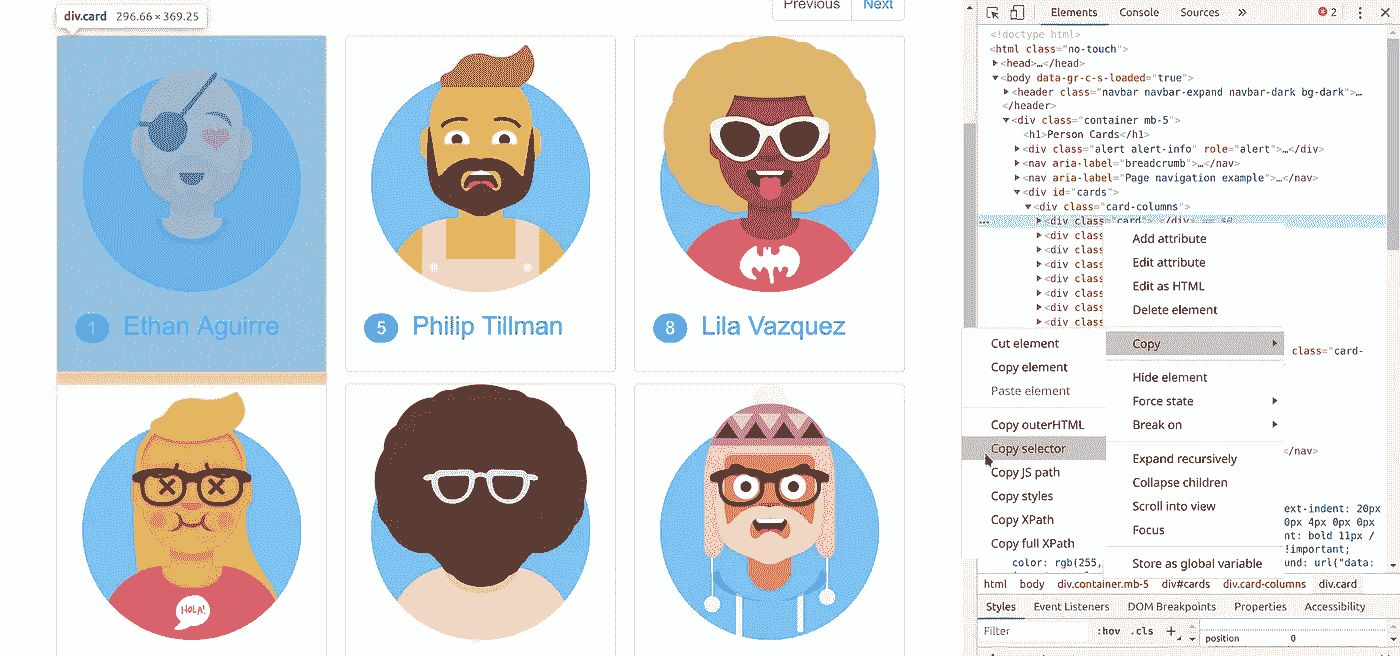 div.card 296.66 × 369.25
Previous Next
1 Ethan Aguirre
5 Philip Tillman
8 Lila Vazquez
HOLA!
Elements Console Sources » 2
<!doctype html>
<html class="no-touch">
<head>…</head>
<body data-gr-c-s-loaded="true">
<header class="navbar navbar-expand navbar-dark bg-dark">…
</header>
<div class="container mb-5">
<h1>Person Cards</h1>
<div class="alert alert-info" role="alert">…</div>
<nav aria-label="breadcrumb">…</nav>
<nav aria-label="Page navigation example">…</nav>
<div id="cards">
<div class="card-columns">
<div class="card">…</div> == $0
<div class
<div class
<div class
<div class
<div class
<div class
<div class
class="card-
</nav>
Add attribute
Edit attribute
Edit as HTML
Delete element
Copy
Hide element
Force state
Break on
Expand recursively
Collapse children
Scroll into view
Focus
Store as global variable
Cut element
Copy element
Paste element
Copy outerHTML
Copy selector
Copy JS path
Copy styles
Copy XPath
Copy full XPath
ext-indent: 20px
0px 4px 0px 0px
nt: bold 11px /
!important;
color: rgb(255, und: url("data:
html body div.container.mb-5 div#cards div.card-columns div.card
Styles Event Listeners DOM Breakpoints Properties Accessibility
Filter :hov .cls +
position 0